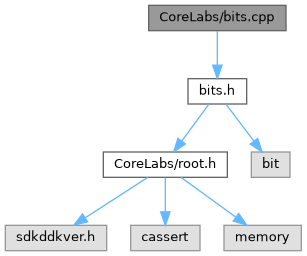 CoreLabs/bits.cpp
bits.h
CoreLabs/root.h
bit
sdkddkver.h
cassert
memory